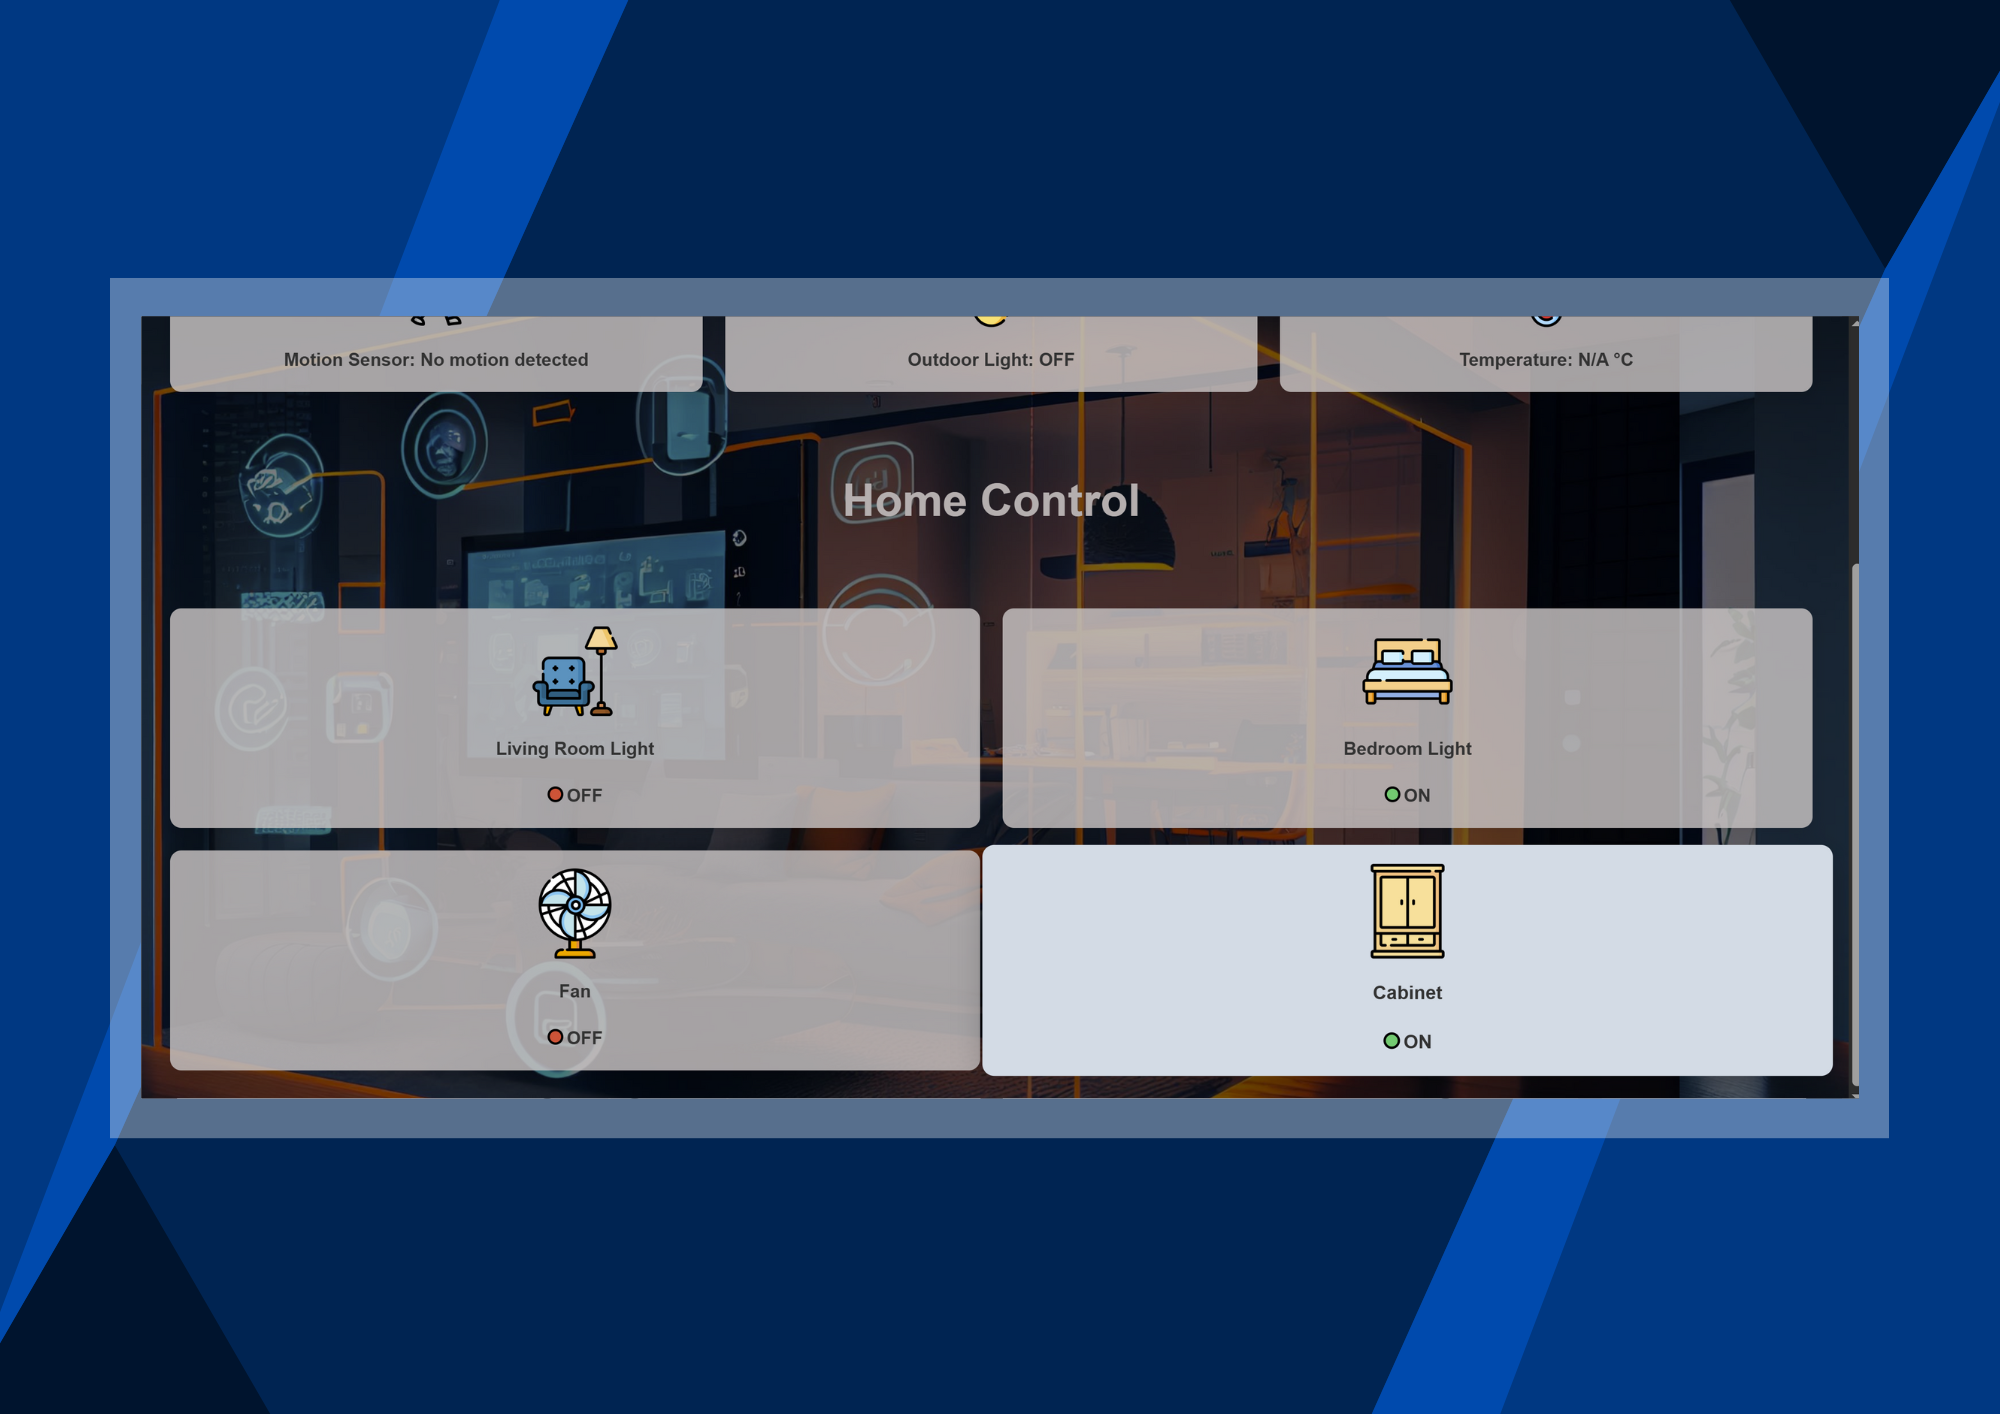 Motion Sensor: No motion detected
Outdoor Light: OFF
Temperature: N/A °C
Home Control
Living Room Light
OFF
Bedroom Light
ON
Fan
OFF
Cabinet
ON